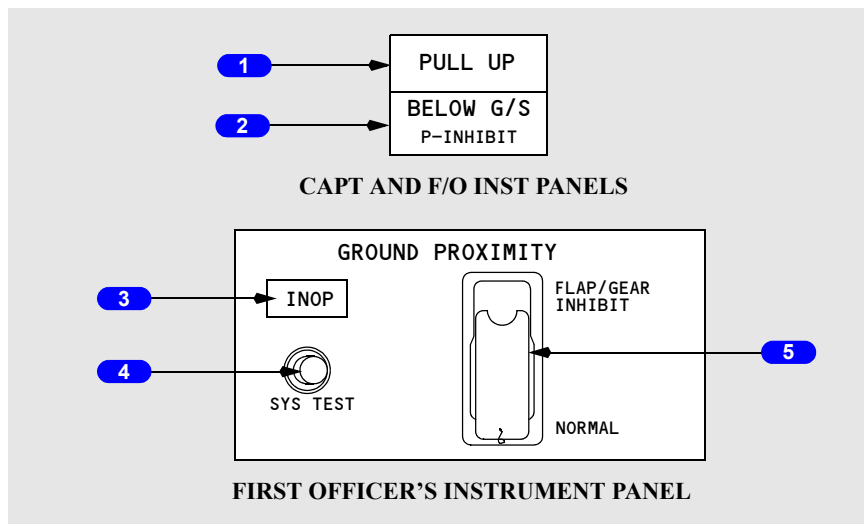 1
PULL UP
2
BELOW G/S
P-INHIBIT
CAPT AND F/O INST PANELS
GROUND PROXIMITY
3
INOP
FLAP/GEAR
INHIBIT
5
4
SYS TEST
NORMAL
FIRST OFFICER'S INSTRUMENT PANEL